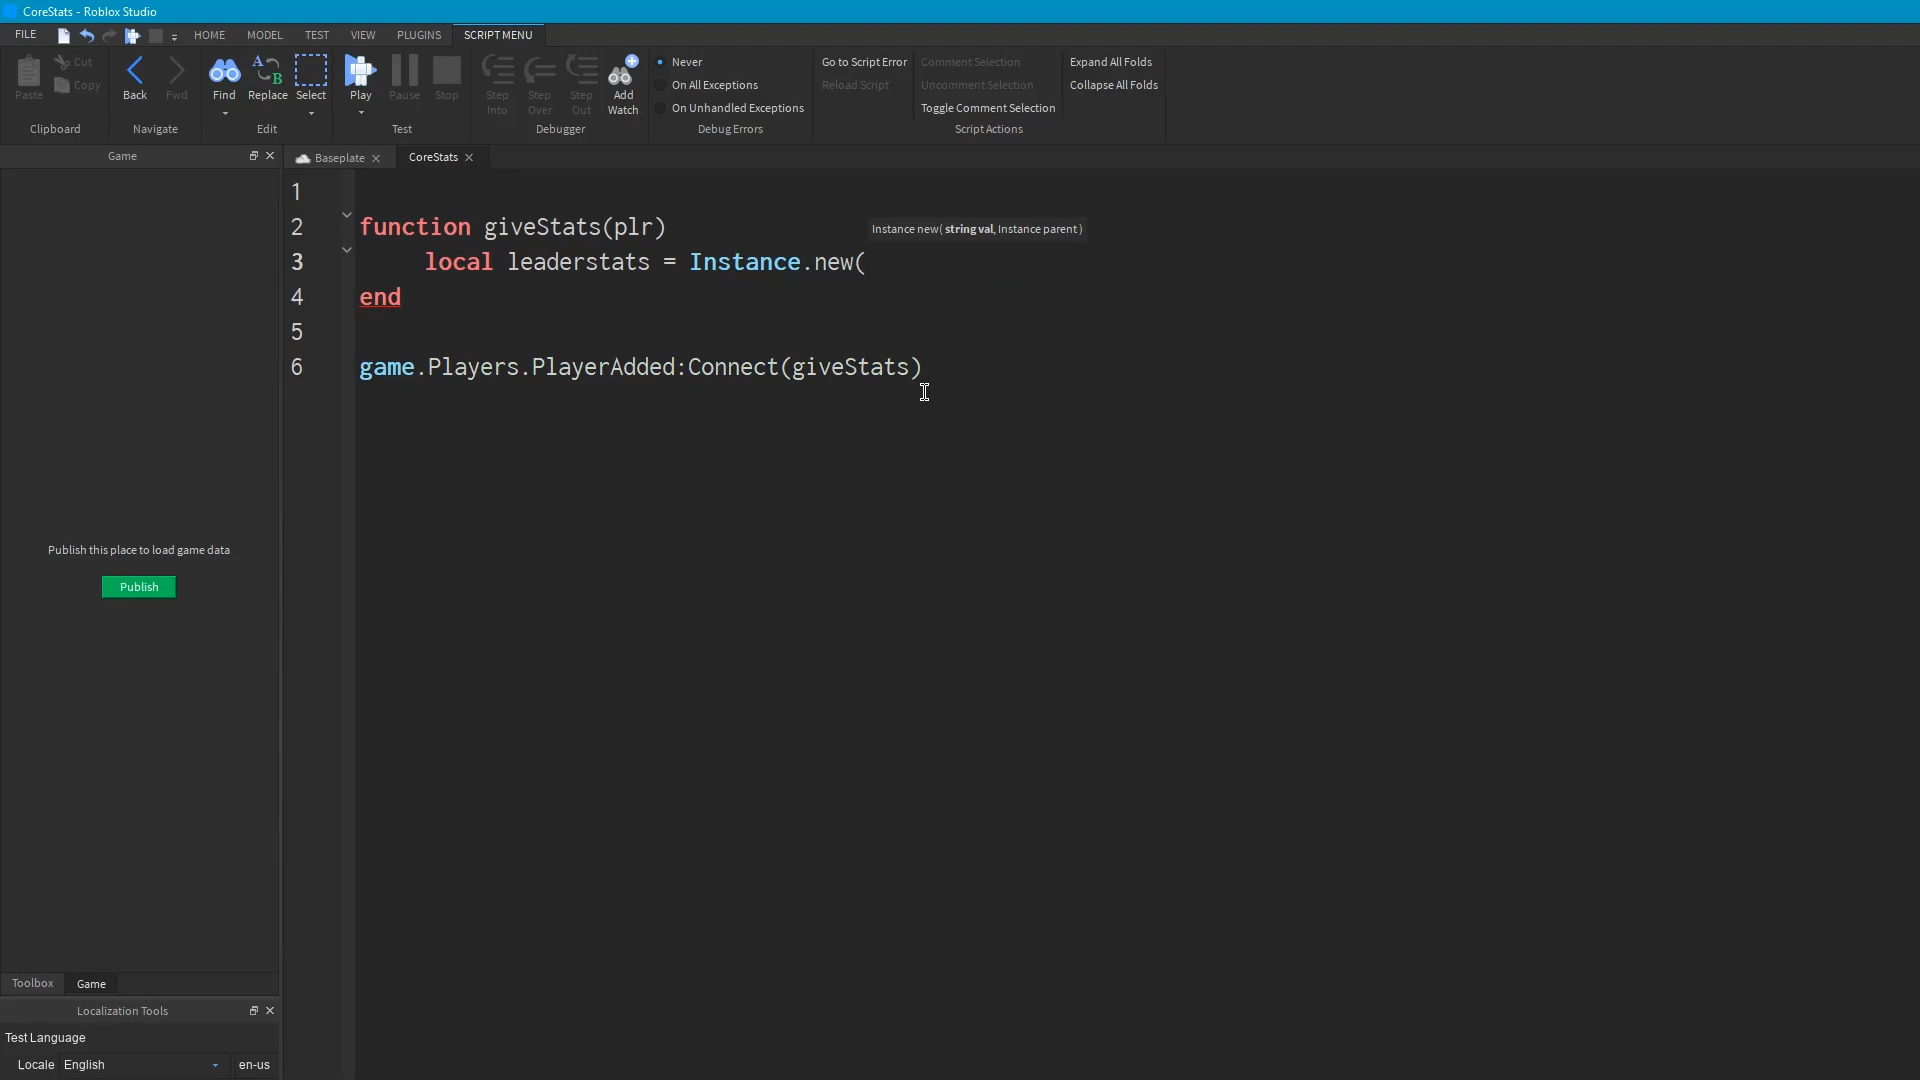 CoreStats - Roblox Studio
FILE HOME MODEL TEST VIEW PLUGINS SCRIPT MENU
Paste
Cut
Copy
Clipboard
Back Fwd
Navigate
Find Replace Select
Edit
Play Pause Stop
Test
Step Into
Step Over
Step Out
Add Watch
Debugger
Never
On All Exceptions
On Unhandled Exceptions
Debug Errors
Go to Script Error
Reload Script
Comment Selection
Uncomment Selection
Toggle Comment Selection
Script Actions
Expand All Folds
Collapse All Folds
Game
Baseplate CoreStats
1
2 function giveStats(plr)
Instance new( string val, Instance parent )
3 local leaderstats = Instance.new(
4 end
5
6 game.Players.PlayerAdded:Connect(giveStats)
Publish this place to load game data
Publish
Toolbox Game
Localization Tools
Test Language
Locale English en-us